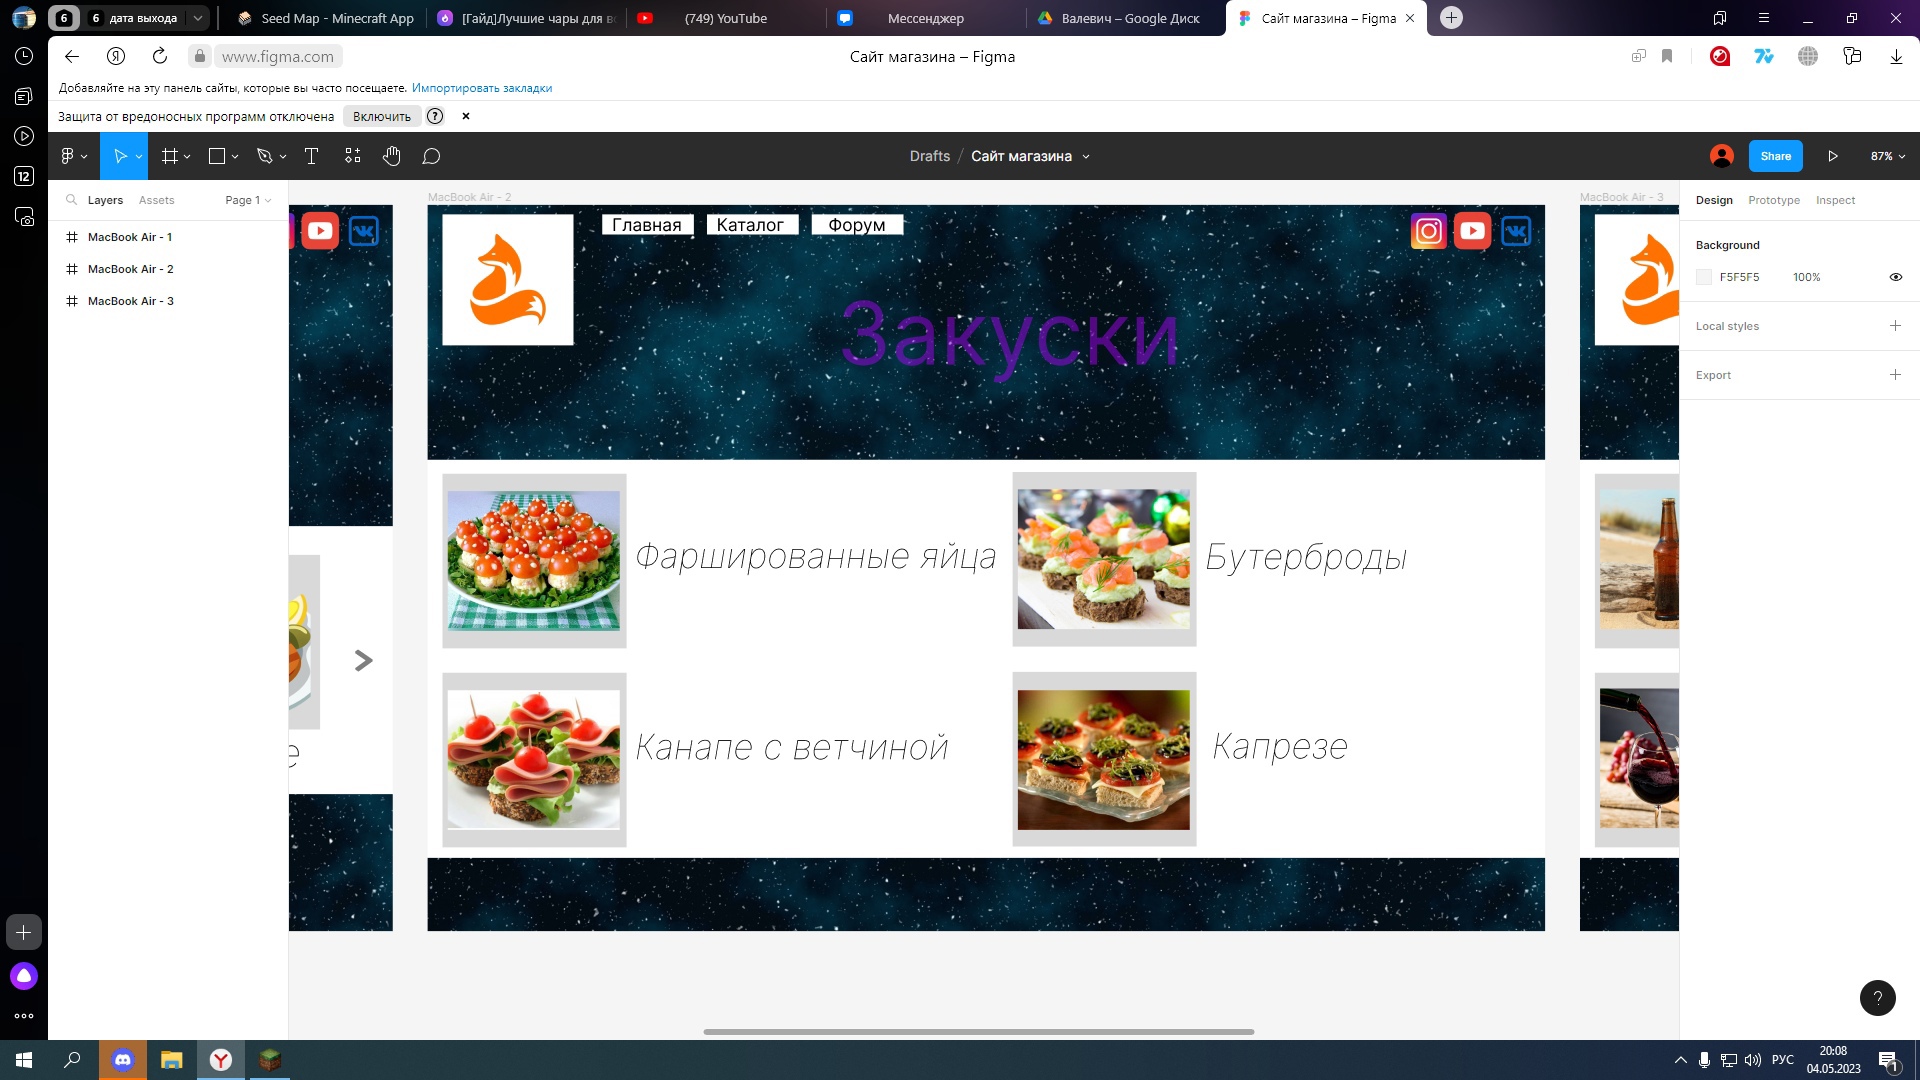 6
6 дата выхода
Seed Map - Minecraft App
[Гайд]Лучшие чары для в
(749) YouTube
Мессенджер
Валевич – Google Диск
Сайт магазина – Figma
www.figma.com
Сайт магазина – Figma
Добавляйте на эту панель сайты, которые вы часто посещаете. Импортировать закладки
Защита от вредоносных программ отключена
Включить
12
Drafts / Сайт магазина
Share
87%
Layers
Assets
Page 1
MacBook Air - 1
MacBook Air - 2
MacBook Air - 3
MacBook Air - 2
MacBook Air - 3
Главная
Каталог
Форум
Закуски
Фаршированные яйца
Бутерброды
Канапе с ветчиной
Капрезе
е
Design
Prototype
Inspect
Background
F5F5F5
100%
Local styles
Export
?
РУС
20:08
04.05.2023
1